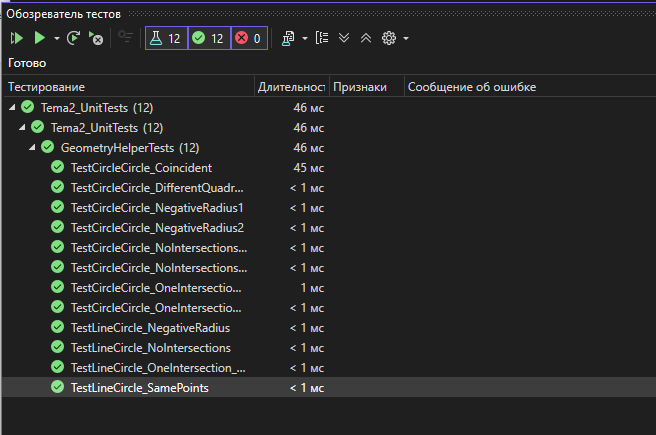 Обозреватель тестов
12 12 0
Готово
Тестирование Длительност Признаки Сообщение об ошибке
Tema2_UnitTests (12) 46 мс
Tema2_UnitTests (12) 46 мс
GeometryHelperTests (12) 46 мс
TestCircleCircle_Coincident 45 мс
TestCircleCircle_DifferentQuadr... < 1 мс
TestCircleCircle_NegativeRadius1 < 1 мс
TestCircleCircle_NegativeRadius2 < 1 мс
TestCircleCircle_NoIntersections... < 1 мс
TestCircleCircle_NoIntersections... < 1 мс
TestCircleCircle_OneIntersectio... 1 мс
TestCircleCircle_OneIntersectio... < 1 мс
TestLineCircle_NegativeRadius < 1 мс
TestLineCircle_NoIntersections < 1 мс
TestLineCircle_OneIntersection_... < 1 мс
TestLineCircle_SamePoints < 1 мс